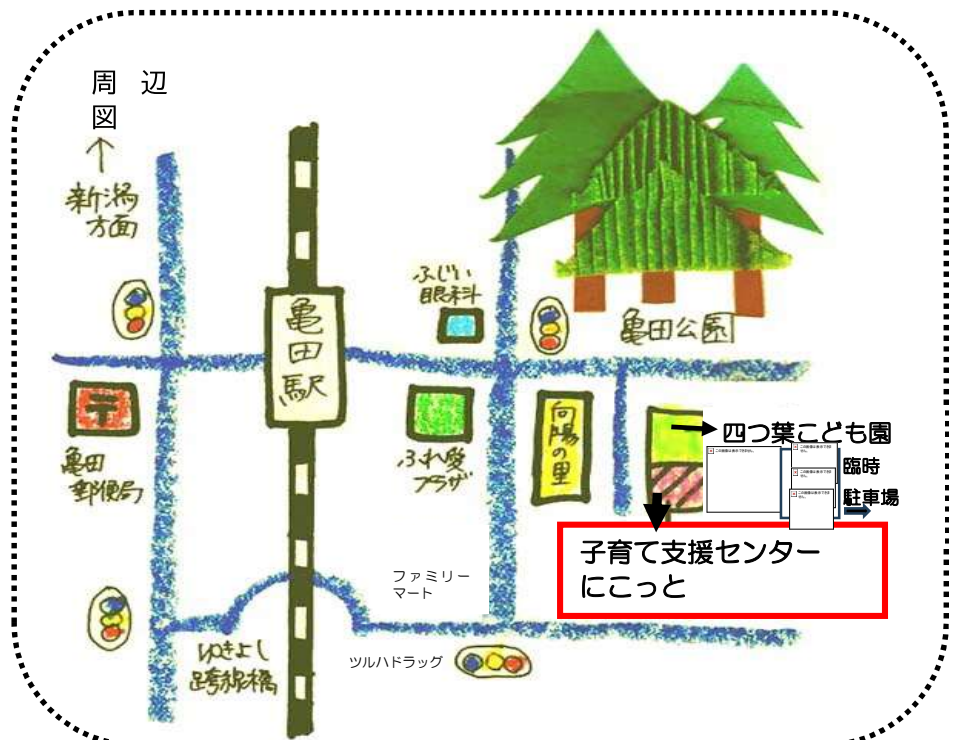 周 辺
図
↑
新潟
方面
亀
田
駅
ふじい
眼科
亀田公園
〒
亀田
郵便局
ふれ愛
プラザ
向
陽
の
里
四つ葉こども園
臨時
駐車場
子育て支援センター
にこっと
ファミリー
マート
ゆきよし
跨線橋
ツルハドラッグ